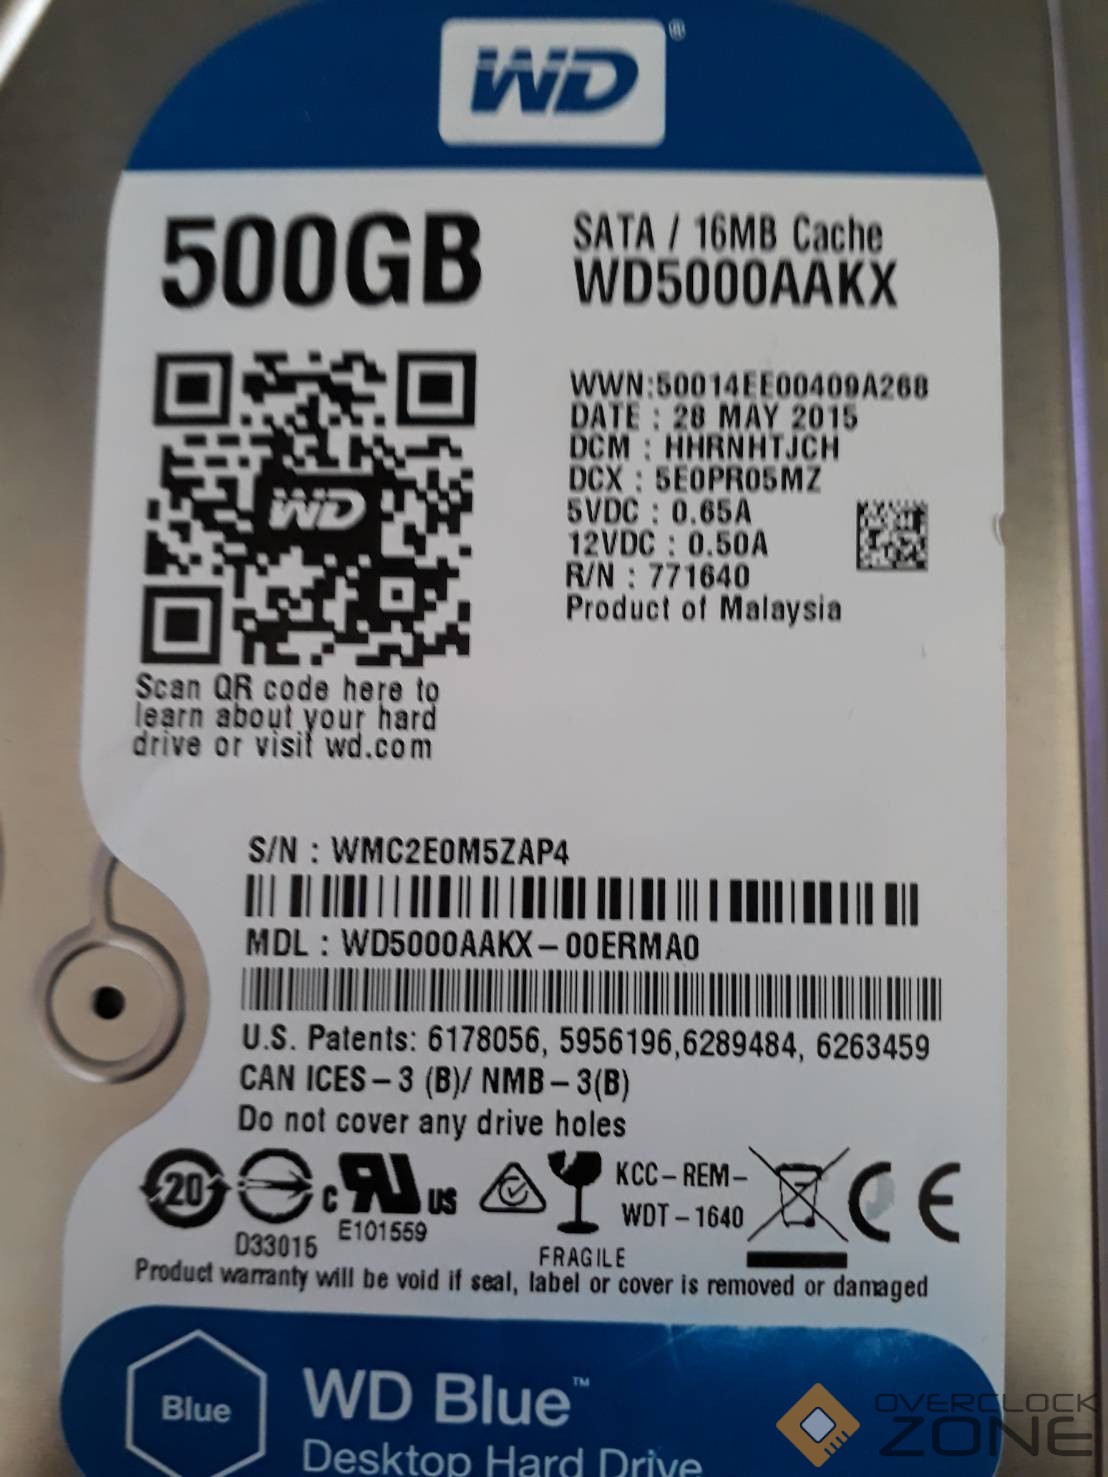 WD®
500GB
SATA / 16MB Cache
WD5000AAKX
WWN:50014EE00409A268
DATE : 28 MAY 2015
DCM : HHRNHTJCH
DCX : 5E0PR05MZ
5VDC : 0.65A
12VDC : 0.50A
R/N : 771640
Product of Malaysia
WD
Scan QR code here to
learn about your hard
drive or visit wd.com
S/N : WMC2E0M5ZAP4
MDL : WD5000AAKX-00ERMA0
U.S. Patents: 6178056, 5956196,6289484, 6263459
CAN ICES-3 (B)/ NMB-3(B)
Do not cover any drive holes
20
D33015
c RU US
E101559
FRAGILE
KCC-REM-
WDT-1640
CE
Product warranty will be void if seal, label or cover is removed or damaged
Blue
WD Blue™
Desktop Hard Drive
OVERCLOCK
ZONE